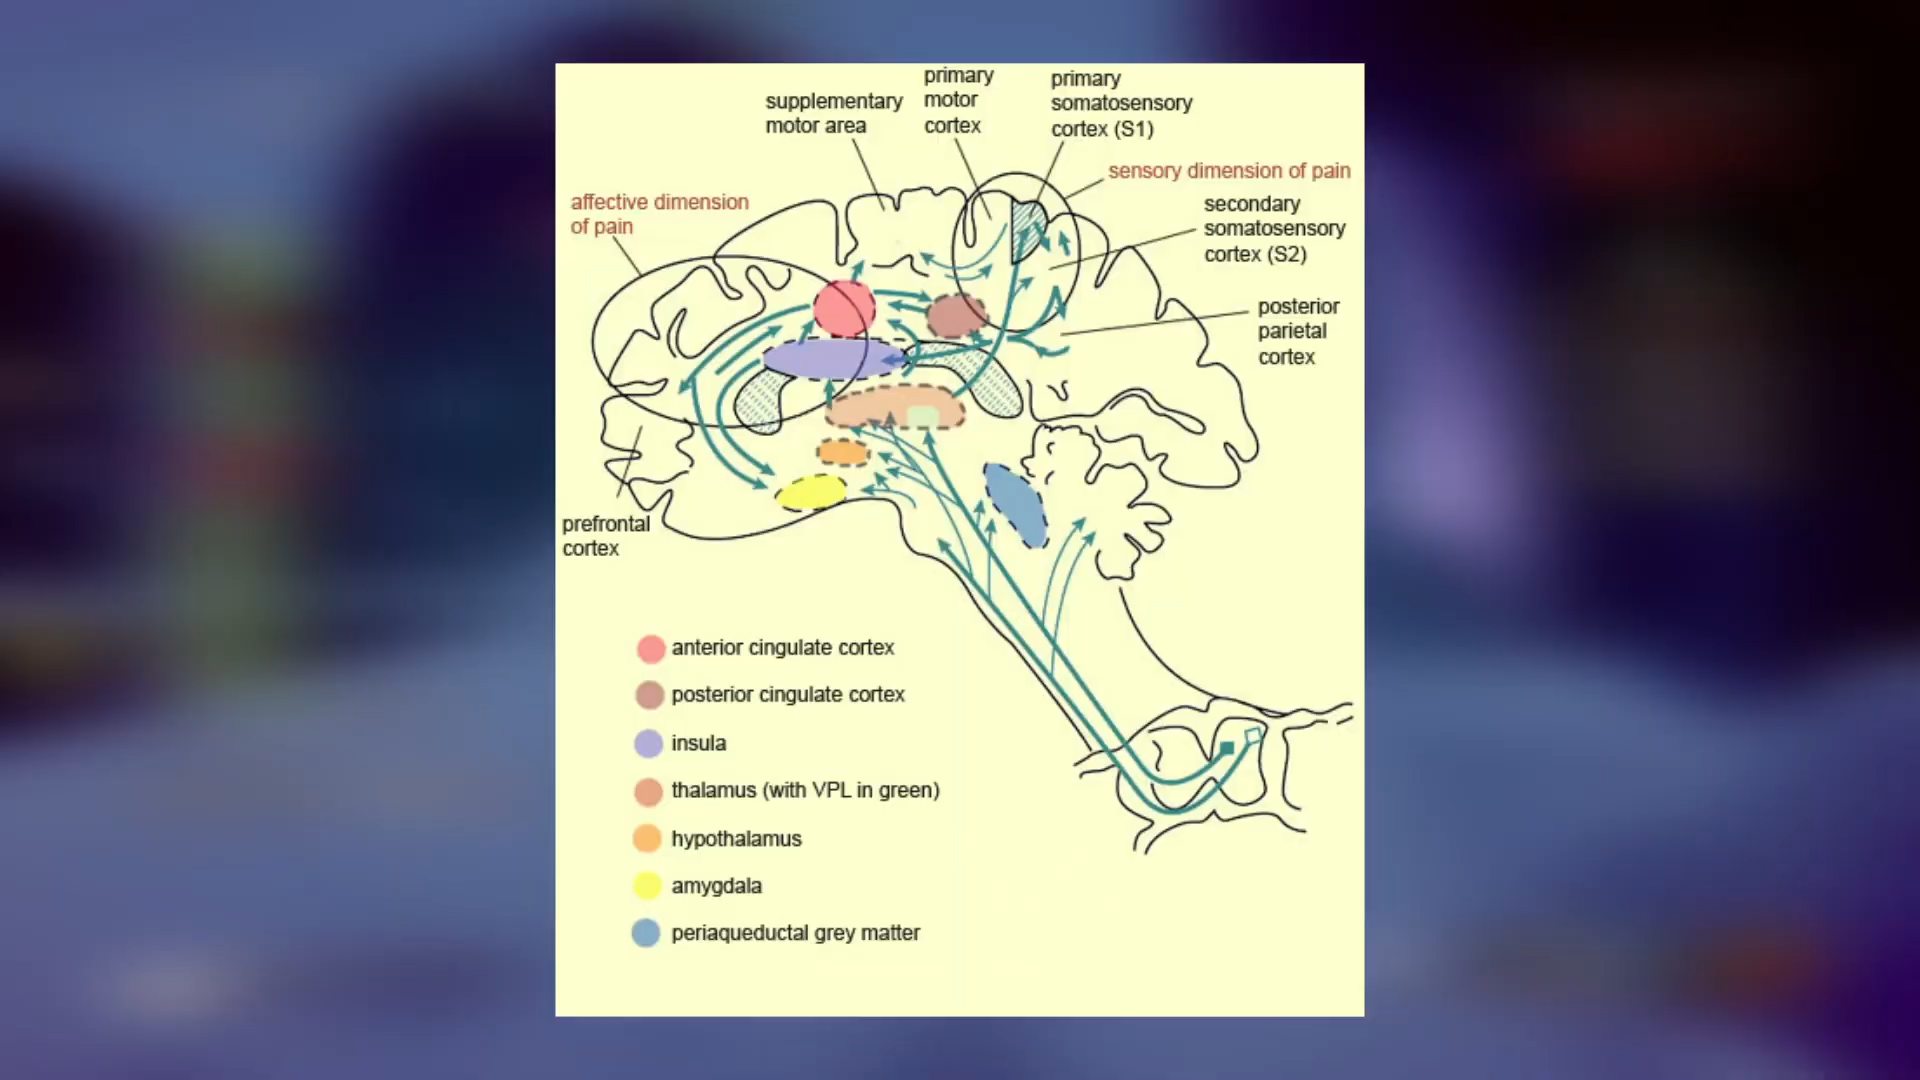 supplementary
motor area
primary
motor
cortex
primary
somatosensory
cortex (S1)
sensory dimension of pain
affective dimension
of pain
secondary
somatosensory
cortex (S2)
posterior
parietal
cortex
prefrontal
cortex
anterior cingulate cortex
posterior cingulate cortex
insula
thalamus (with VPL in green)
hypothalamus
amygdala
periaqueductal grey matter